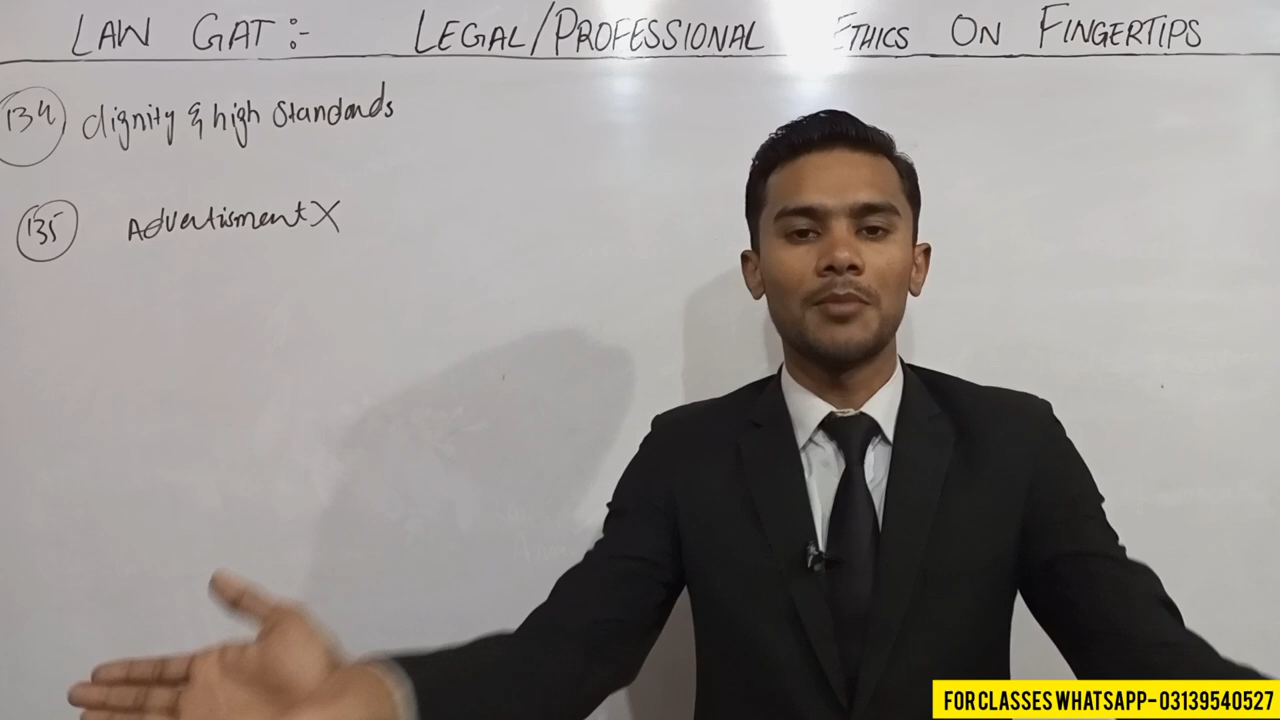 LAW GAT:- LEGAL/PROFESSIONAL ETHICS ON FINGERTIPS
134 dignity & high standards
135 Advertisment X
FOR CLASSES WHATSAPP- 03139540527